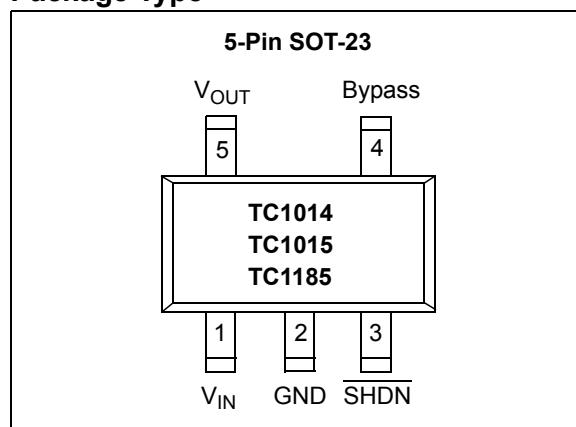 Package Type
5-Pin SOT-23
VOUT Bypass
5 4
TC1014
TC1015
TC1185
1 2 3
VIN GND SHDN